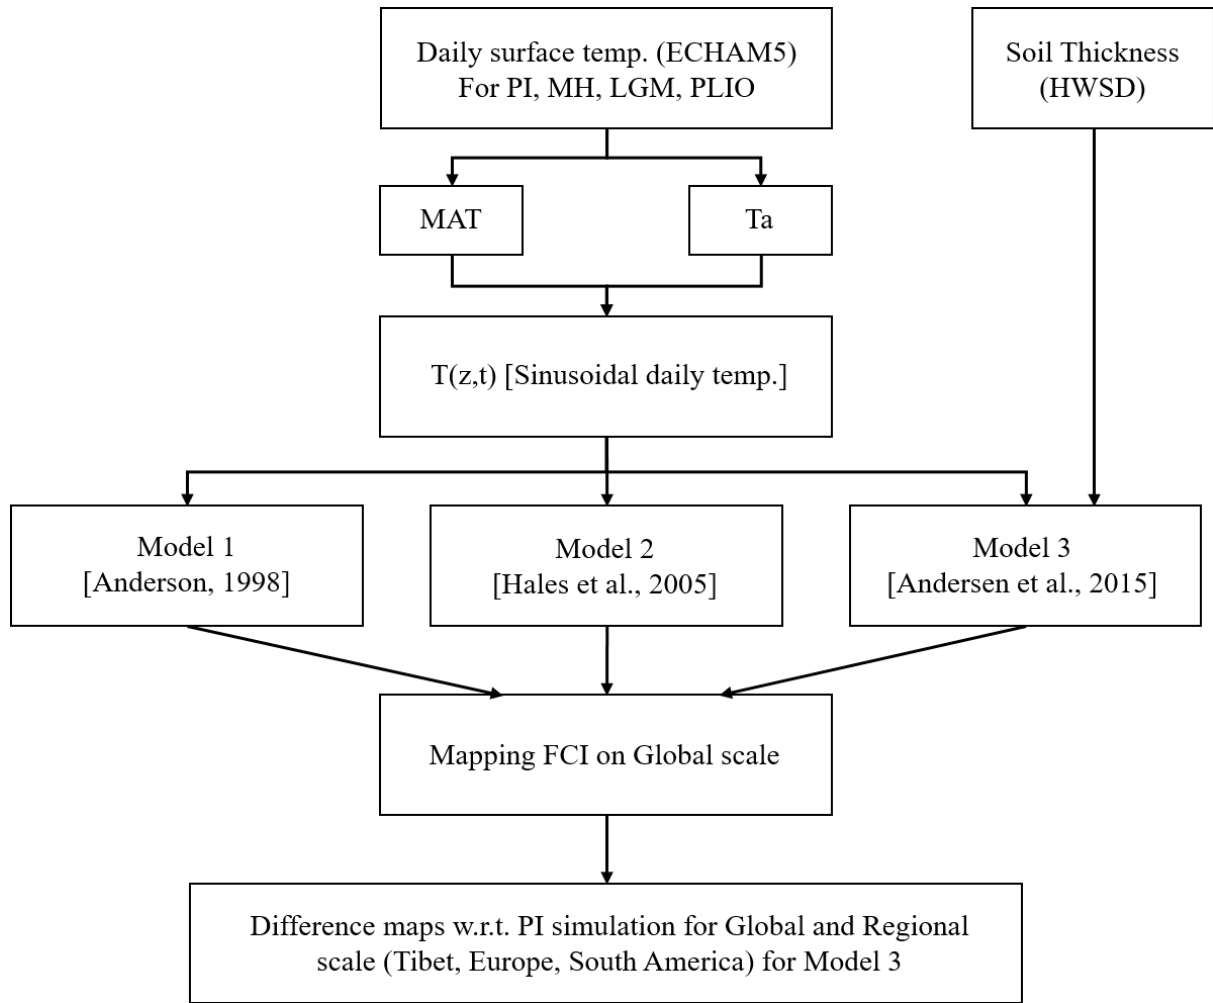 Daily surface temp. (ECHAM5)
For PI, MH, LGM, PLIO
Soil Thickness
(HWSD)
MAT
Ta
T(z,t) [Sinusoidal daily temp.]
Model 1
[Anderson, 1998]
Model 2
[Hales et al., 2005]
Model 3
[Andersen et al., 2015]
Mapping FCI on Global scale
Difference maps w.r.t. PI simulation for Global and Regional
scale (Tibet, Europe, South America) for Model 3